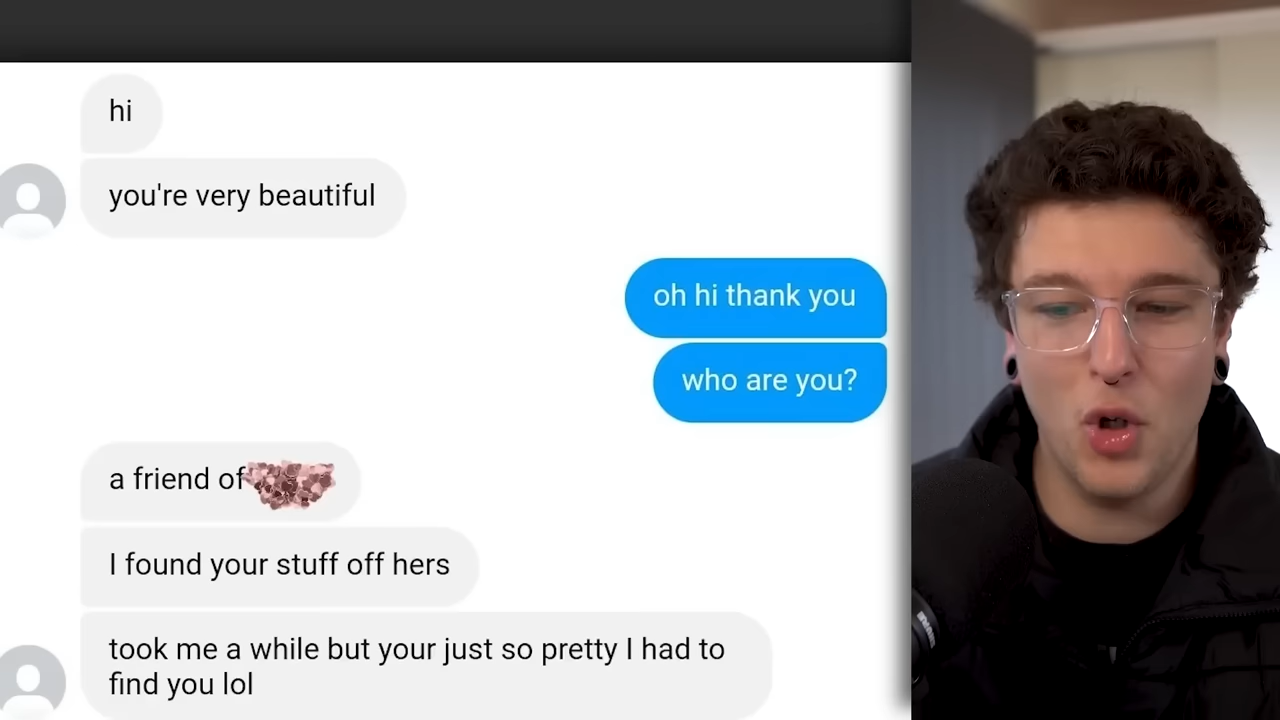 hi
you're very beautiful
oh hi thank you
who are you?
a friend of
I found your stuff off hers
took me a while but your just so pretty I had to
find you lol